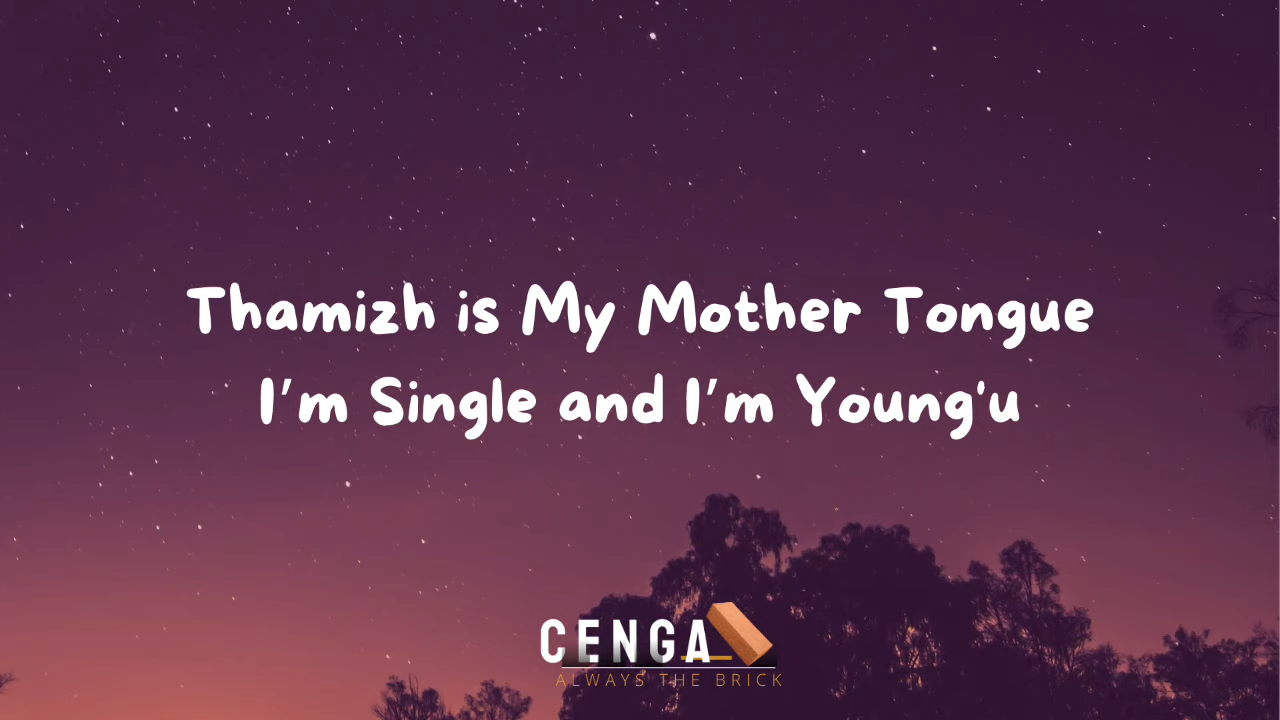 Thamizh is My Mother Tongue
I'm Single and I'm Young'u
CENGA
ALWAYS THE BRICK